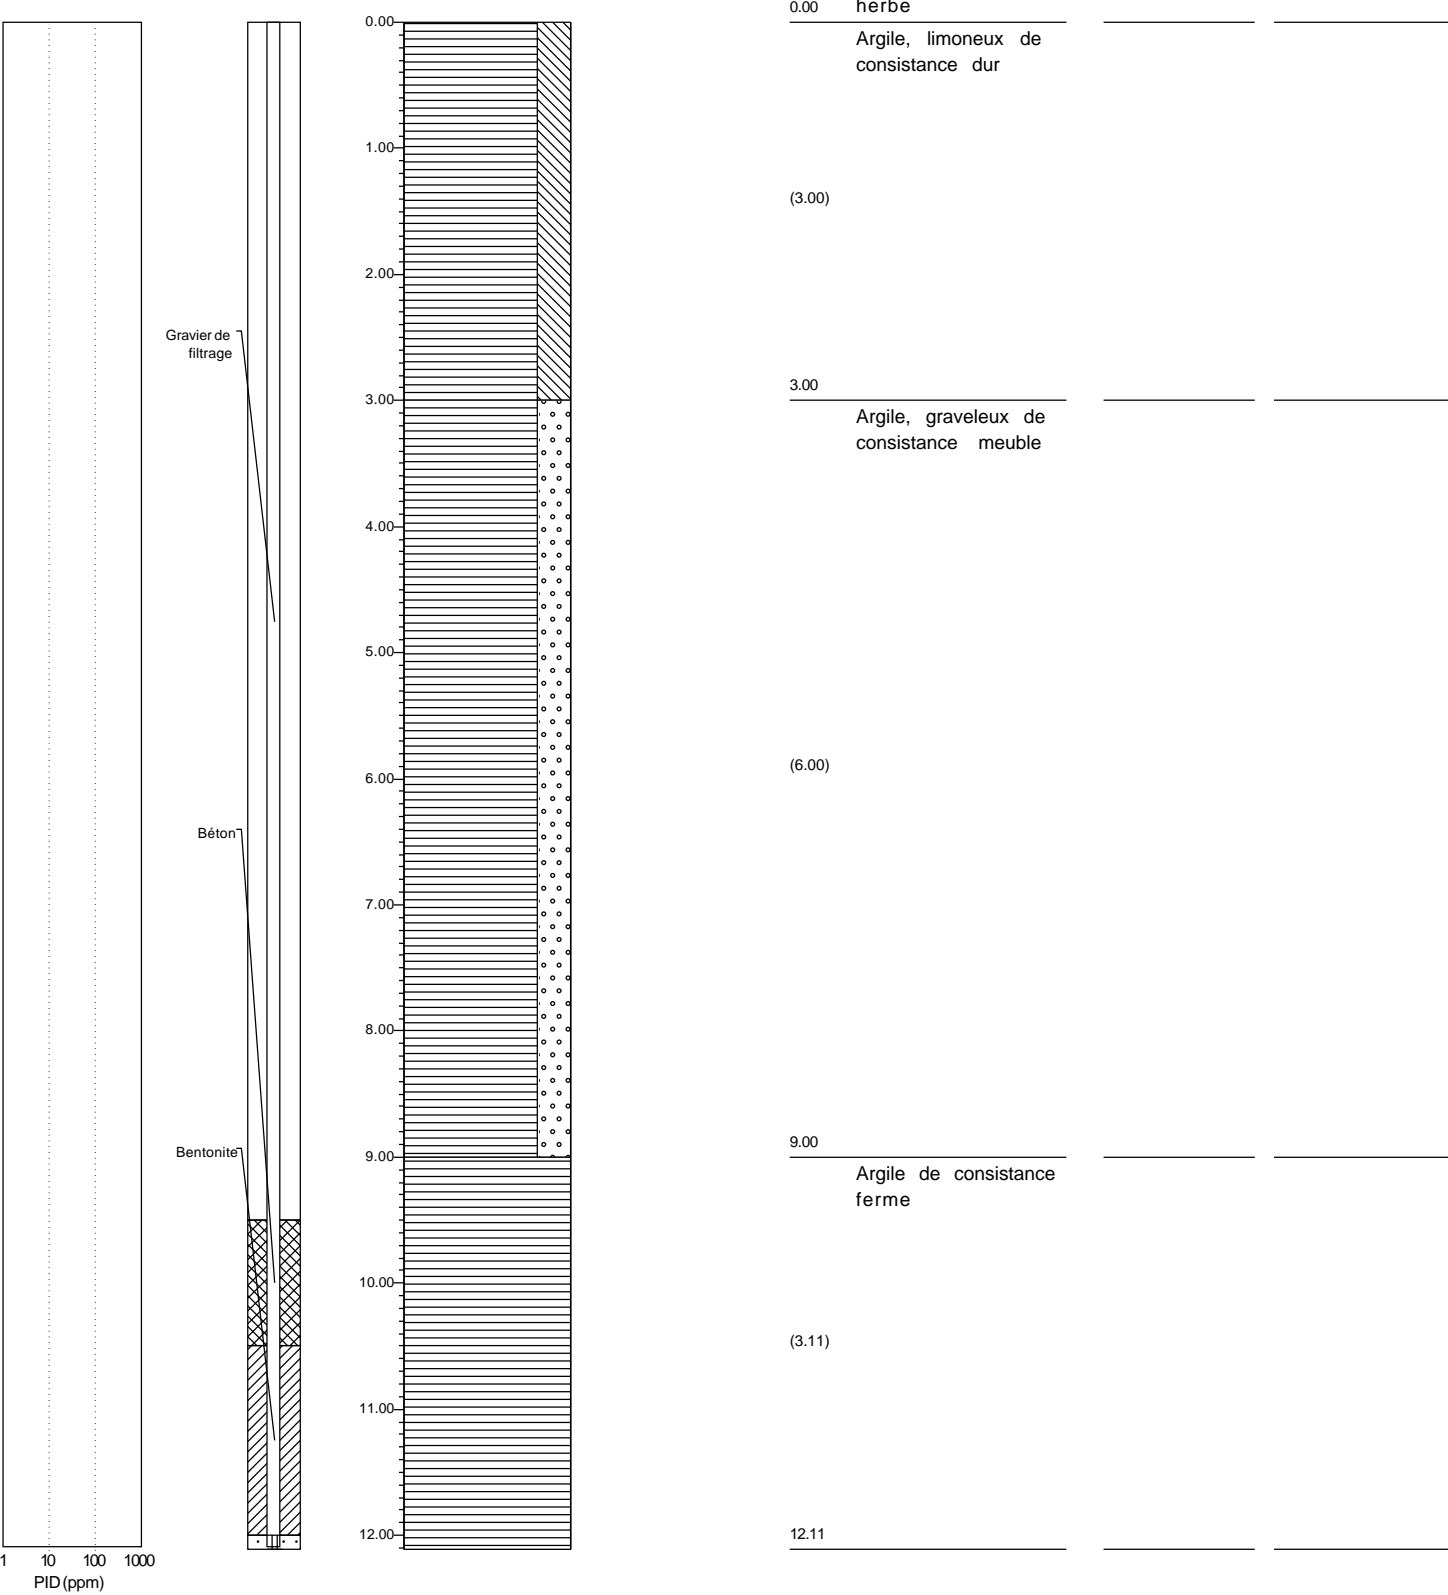 0.00 herbe
0.00
Argile, limoneux de
consistance dur
1.00
(3.00)
2.00
Gravier de
filtrage
3.00
3.00
Argile, graveleux de
consistance meuble
4.00
5.00
(6.00)
6.00
Béton
7.00
8.00
9.00
Bentonite
9.00
Argile de consistance
ferme
10.00
(3.11)
11.00
12.11
12.00
1 10 100 1000
PID (ppm)